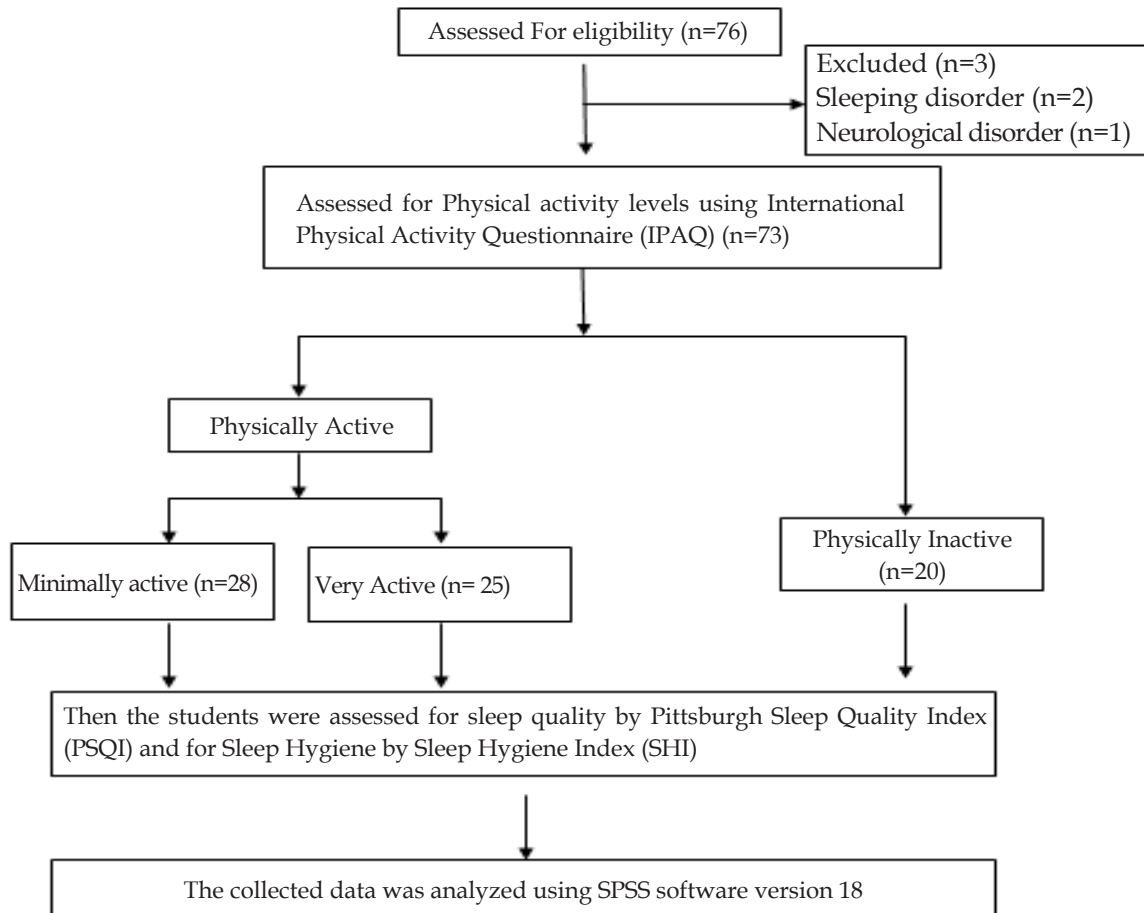 Assessed For eligibility (n=76)
Excluded (n=3)
Sleeping disorder (n=2)
Neurological disorder (n=1)
Assessed for Physical activity levels using International
Physical Activity Questionnaire (IPAQ) (n=73)
Physically Active
Minimally active (n=28)
Very Active (n= 25)
Physically Inactive
(n=20)
Then the students were assessed for sleep quality by Pittsburgh Sleep Quality Index
(PSQI) and for Sleep Hygiene by Sleep Hygiene Index (SHI)
The collected data was analyzed using SPSS software version 18